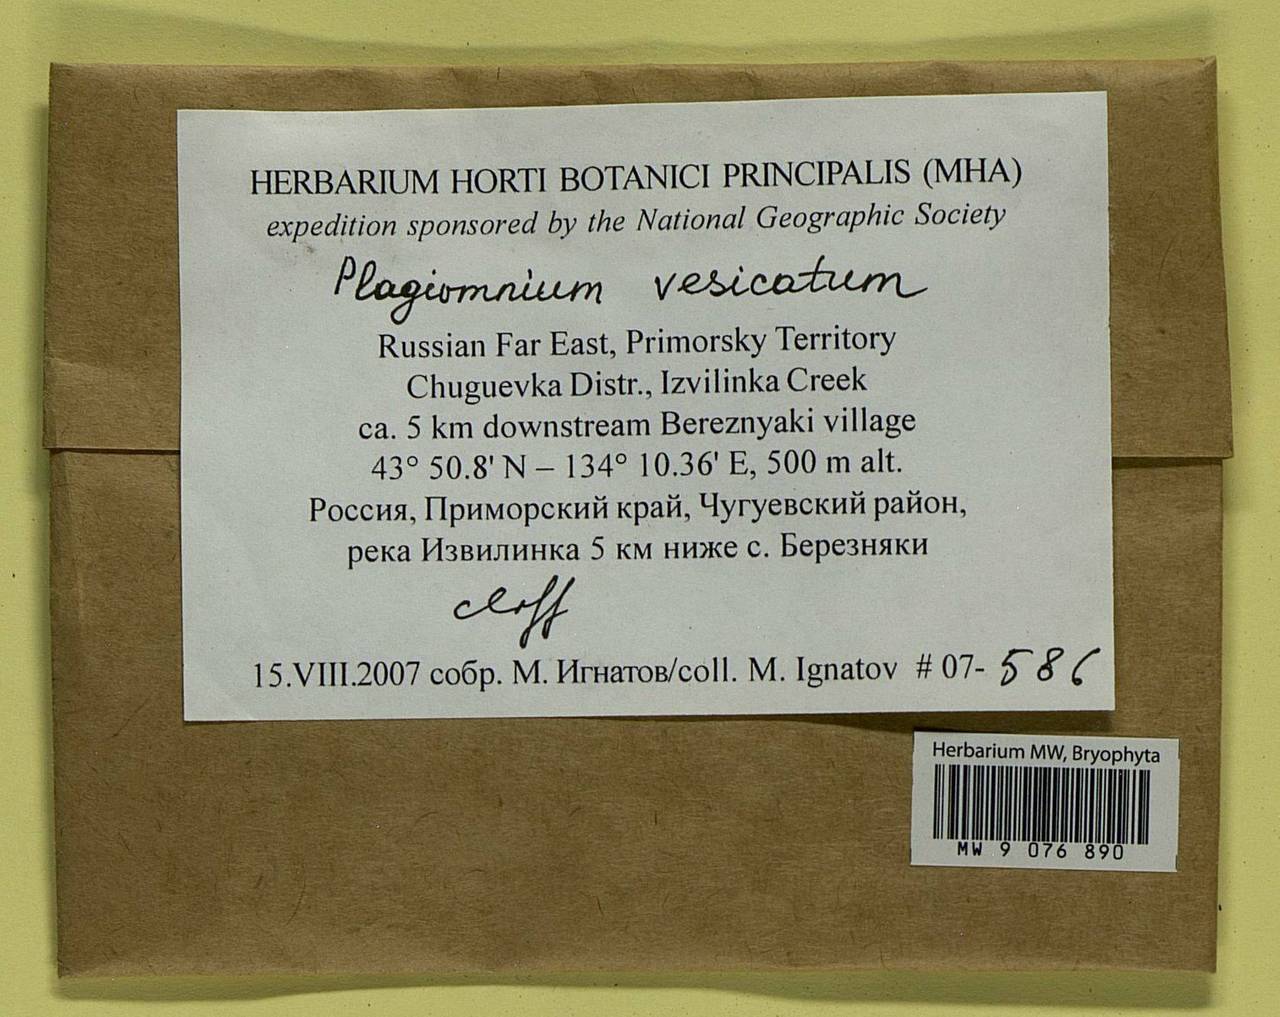 HERBARIUM HORTI BOTANICI PRINCIPALIS (MHA)
expedition sponsored by the National Geographic Society
Plagiomnium vesicatum
Russian Far East, Primorsky Territory
Chuguevka Distr., Izvilinka Creek
ca. 5 km downstream Bereznyaki village
43° 50.8' N – 134° 10.36' E, 500 m alt.
Россия, Приморский край, Чугуевский район,
река Извилинка 5 км ниже с. Березняки
cliff
15.VIII.2007 собр. М. Игнатов/coll. M. Ignatov # 07- 586
Herbarium MW, Bryophyta
MW 9 076 890